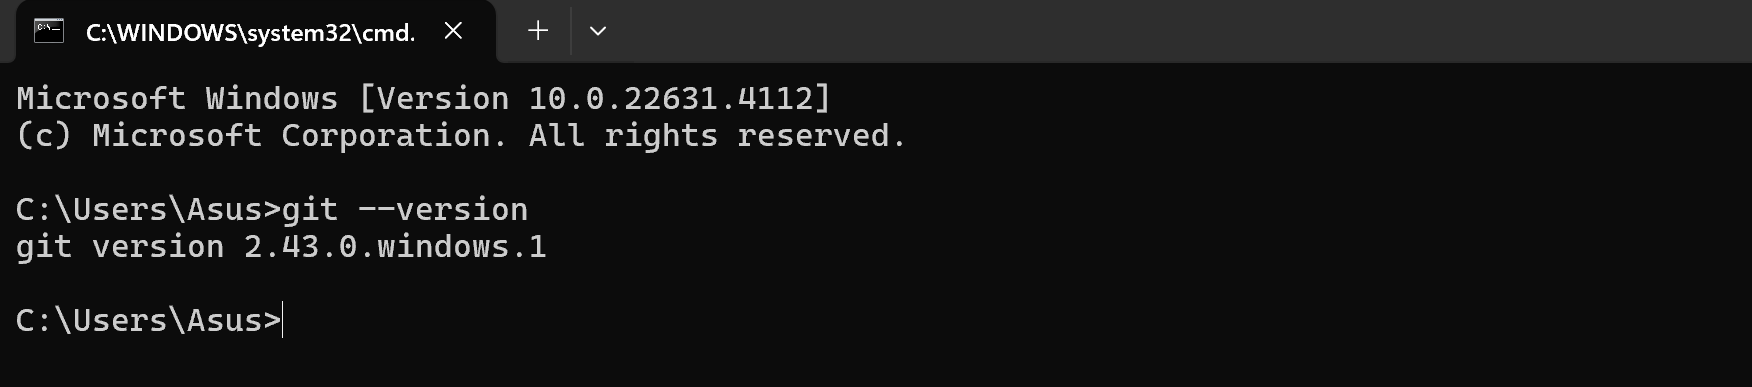 C:\WINDOWS\system32\cmd.
Microsoft Windows [Version 10.0.22631.4112]
(c) Microsoft Corporation. All rights reserved.
C:\Users\Asus>git --version
git version 2.43.0.windows.1
C:\Users\Asus>